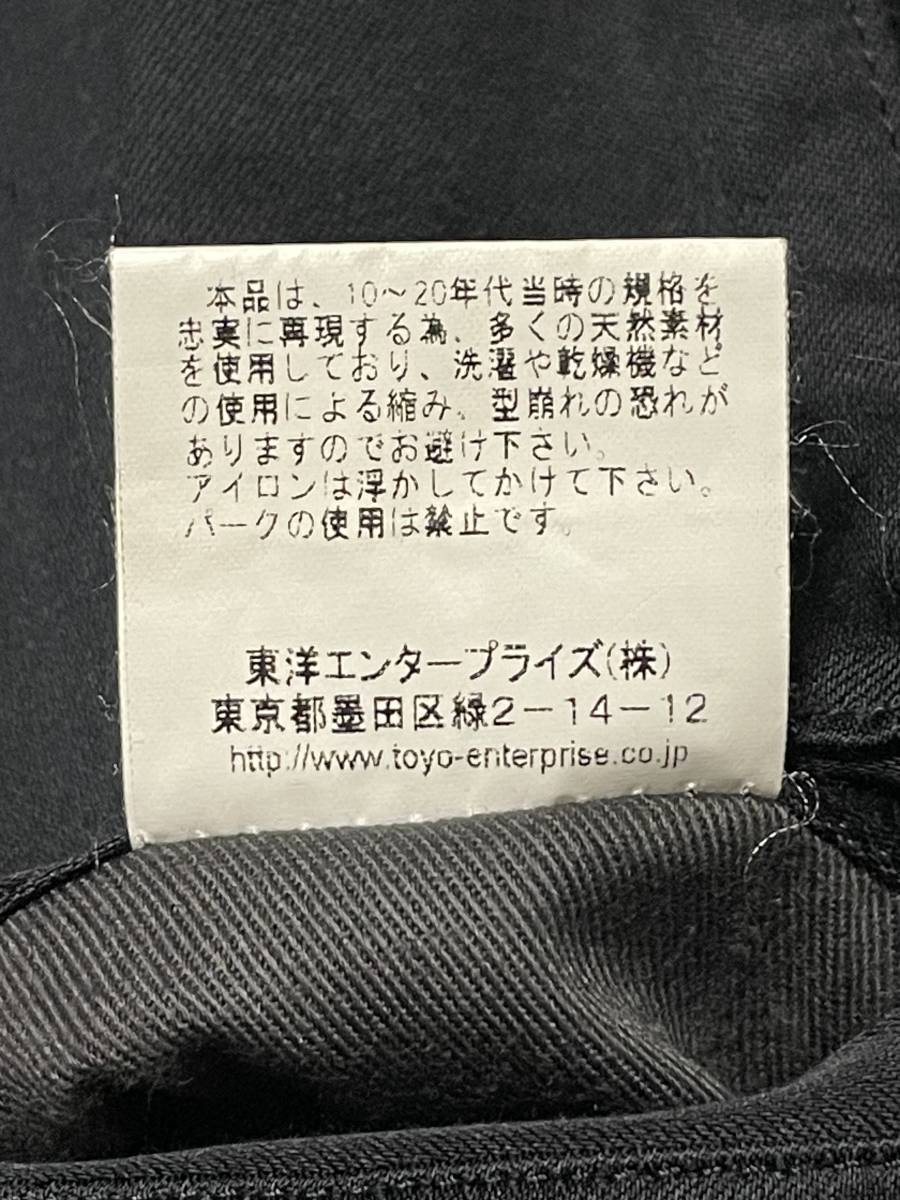 本品は、10～20年代当時の規格を
忠実に再現する為、多くの天然素材
を使用しており、洗濯や乾燥機など
の使用による縮み。型崩れの恐れが
ありますのでお避け下さい。
アイロンは浮かしてかけて下さい。
パークの使用は禁止です。
東洋エンタープライズ(株)
東京都墨田区緑2-14-12
http://www.toyo-enterprise.co.jp